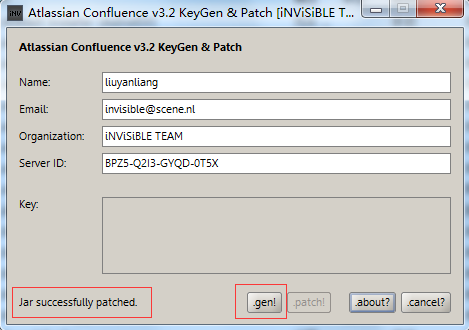 iNV
Atlassian Confluence v3.2 KeyGen & Patch [iNViSiBLE T...
Atlassian Confluence v3.2 KeyGen & Patch
Name: liuyanliang
Email: invisible@scene.nl
Organization: iNViSiBLE TEAM
Server ID: BPZ5-Q2I3-GYQD-0T5X
Key:
Jar successfully patched. .gen! .patch! .about? .cancel?